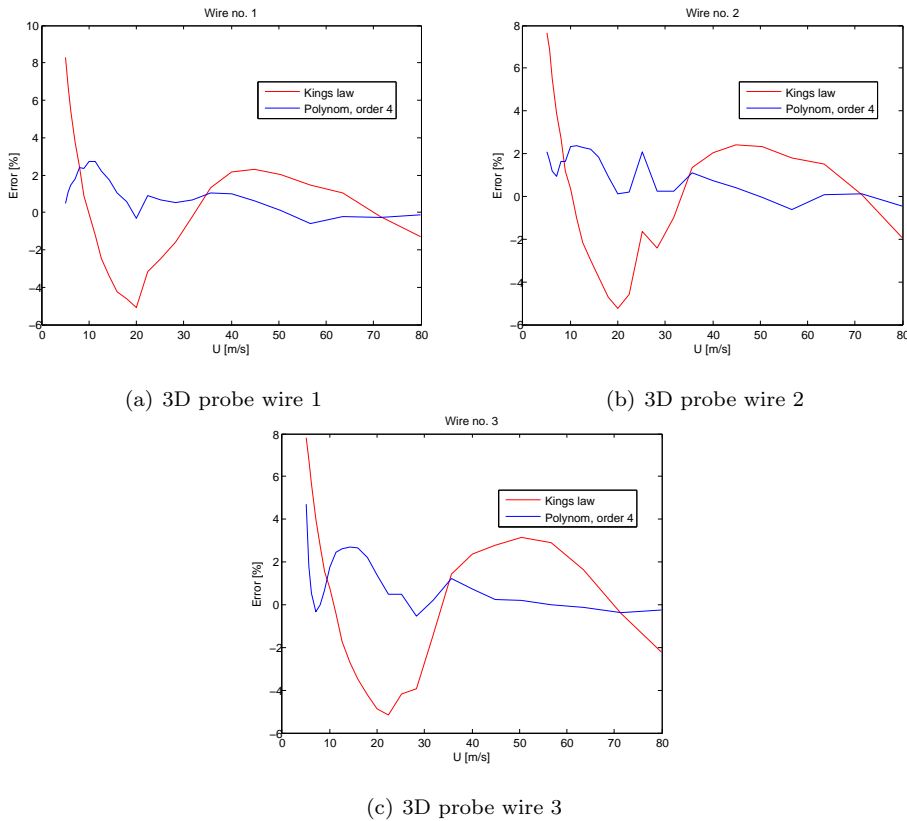 Wire no. 1
10
8
6
4
2
0
−2
−4
−6
Error [%]
Kings law
Polynom, order 4
0 10 20 30 40 50 60 70 80
U [m/s]
(a) 3D probe wire 1
Wire no. 2
8
6
4
2
0
−2
−4
−6
Error [%]
Kings law
Polynom, order 4
0 10 20 30 40 50 60 70 80
U [m/s]
(b) 3D probe wire 2
Wire no. 3
8
6
4
2
0
−2
−4
−6
Error [%]
Kings law
Polynom, order 4
0 10 20 30 40 50 60 70 80
U [m/s]
(c) 3D probe wire 3